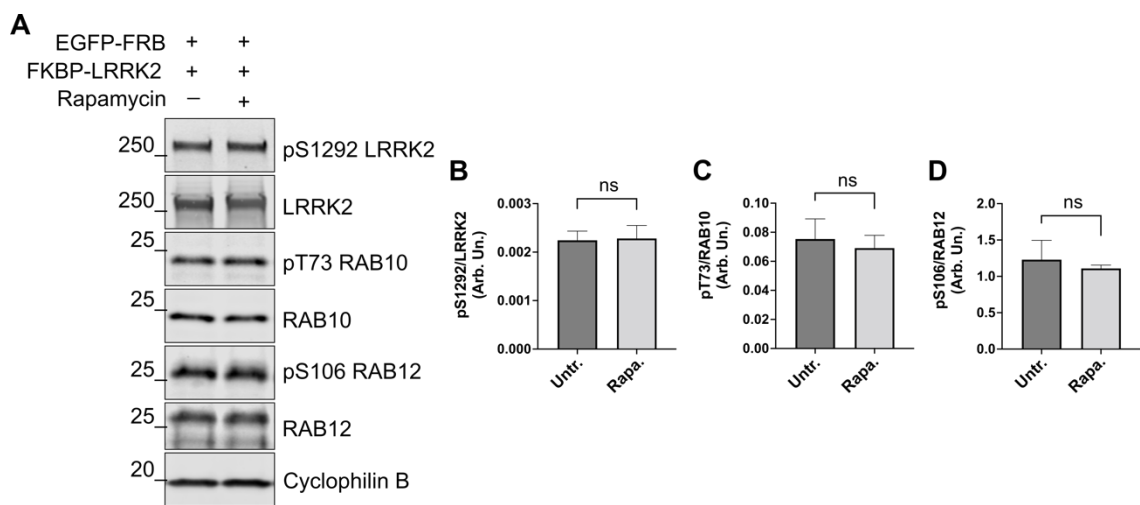 A
EGFP-FRB + +
FKBP-LRRK2 + +
Rapamycin − +
250 pS1292 LRRK2
250 LRRK2
25 pT73 RAB10
25 RAB10
25 pS106 RAB12
25 RAB12
20 Cyclophilin B
B
ns
pS1292/LRRK2
(Arb. Un.)
0.003
0.002
0.001
0.000
Untr. Rapa.
C
ns
pT73/RAB10
(Arb. Un.)
0.10
0.08
0.06
0.04
0.02
0.00
Untr. Rapa.
D
ns
pS106/RAB12
(Arb. Un.)
2.0
1.5
1.0
0.5
0.0
Untr. Rapa.